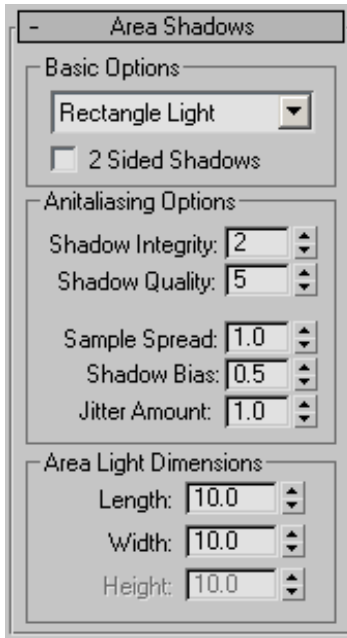 - Area Shadows
Basic Options
Rectangle Light
2 Sided Shadows
Anitaliasing Options
Shadow Integrity: 2
Shadow Quality: 5
Sample Spread: 1.0
Shadow Bias: 0.5
Jitter Amount: 1.0
Area Light Dimensions
Length: 10.0
Width: 10.0
Height: 10.0